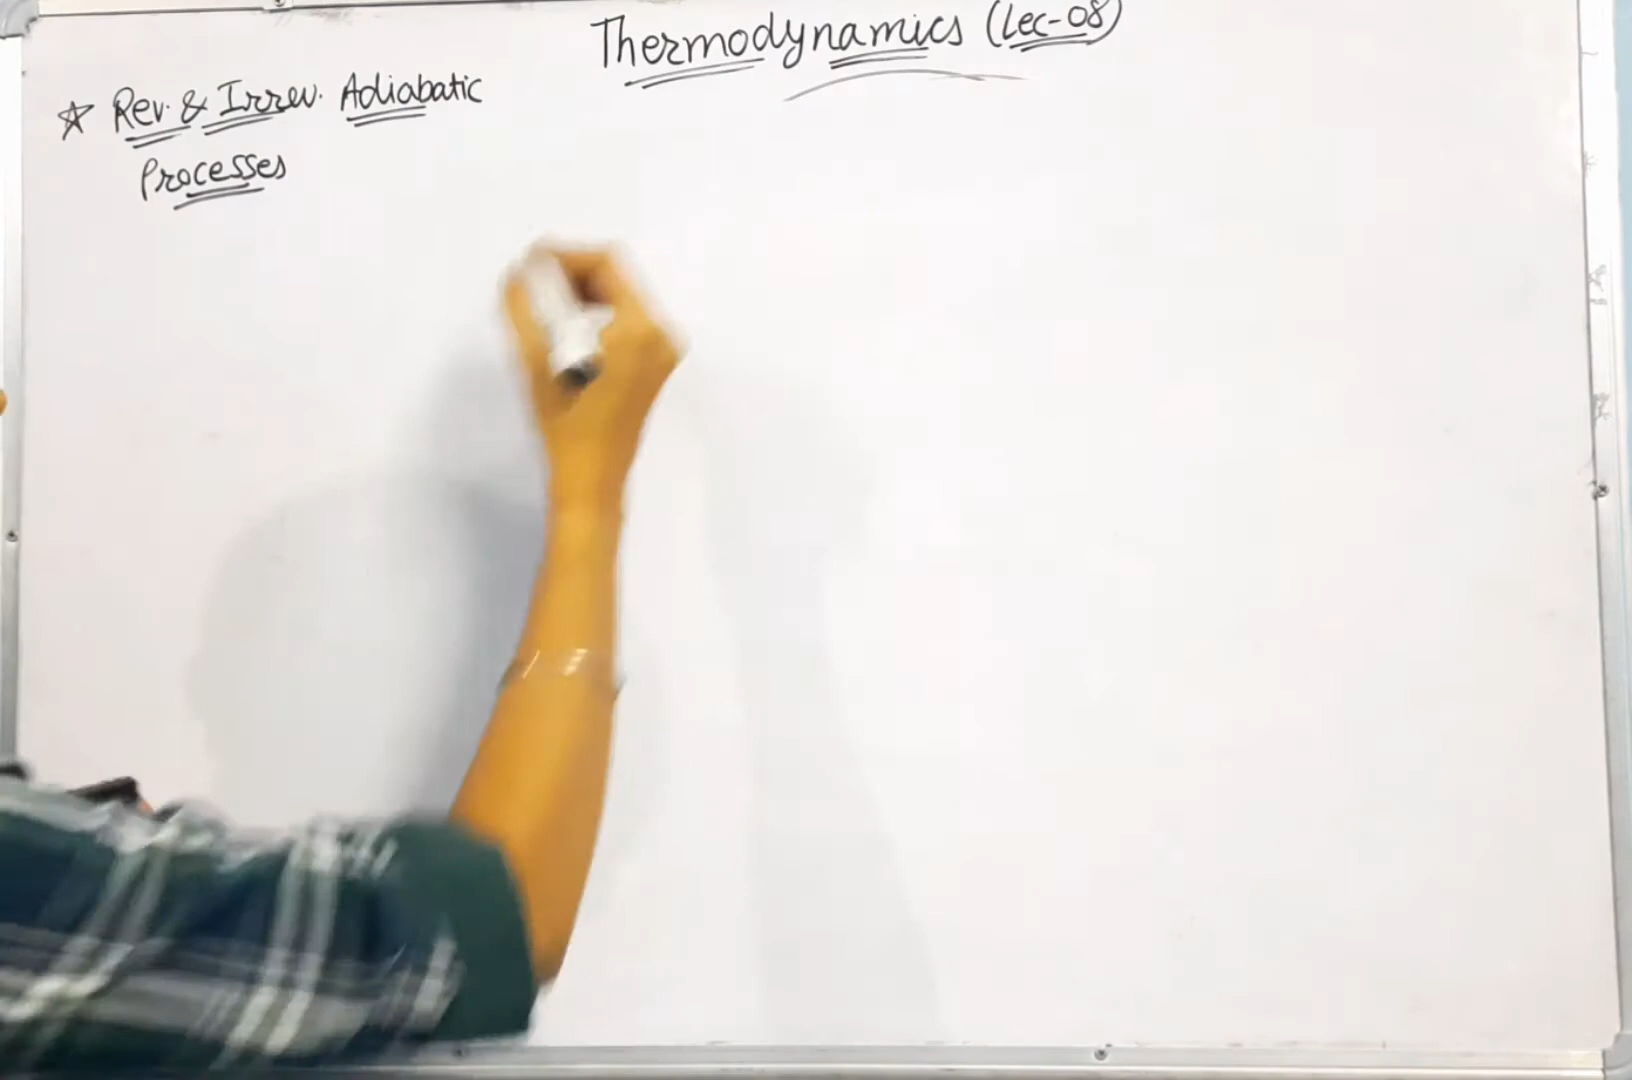 Thermodynamics (Lec-08)
☆ Rev. & Irrev. Adiabatic
Processes